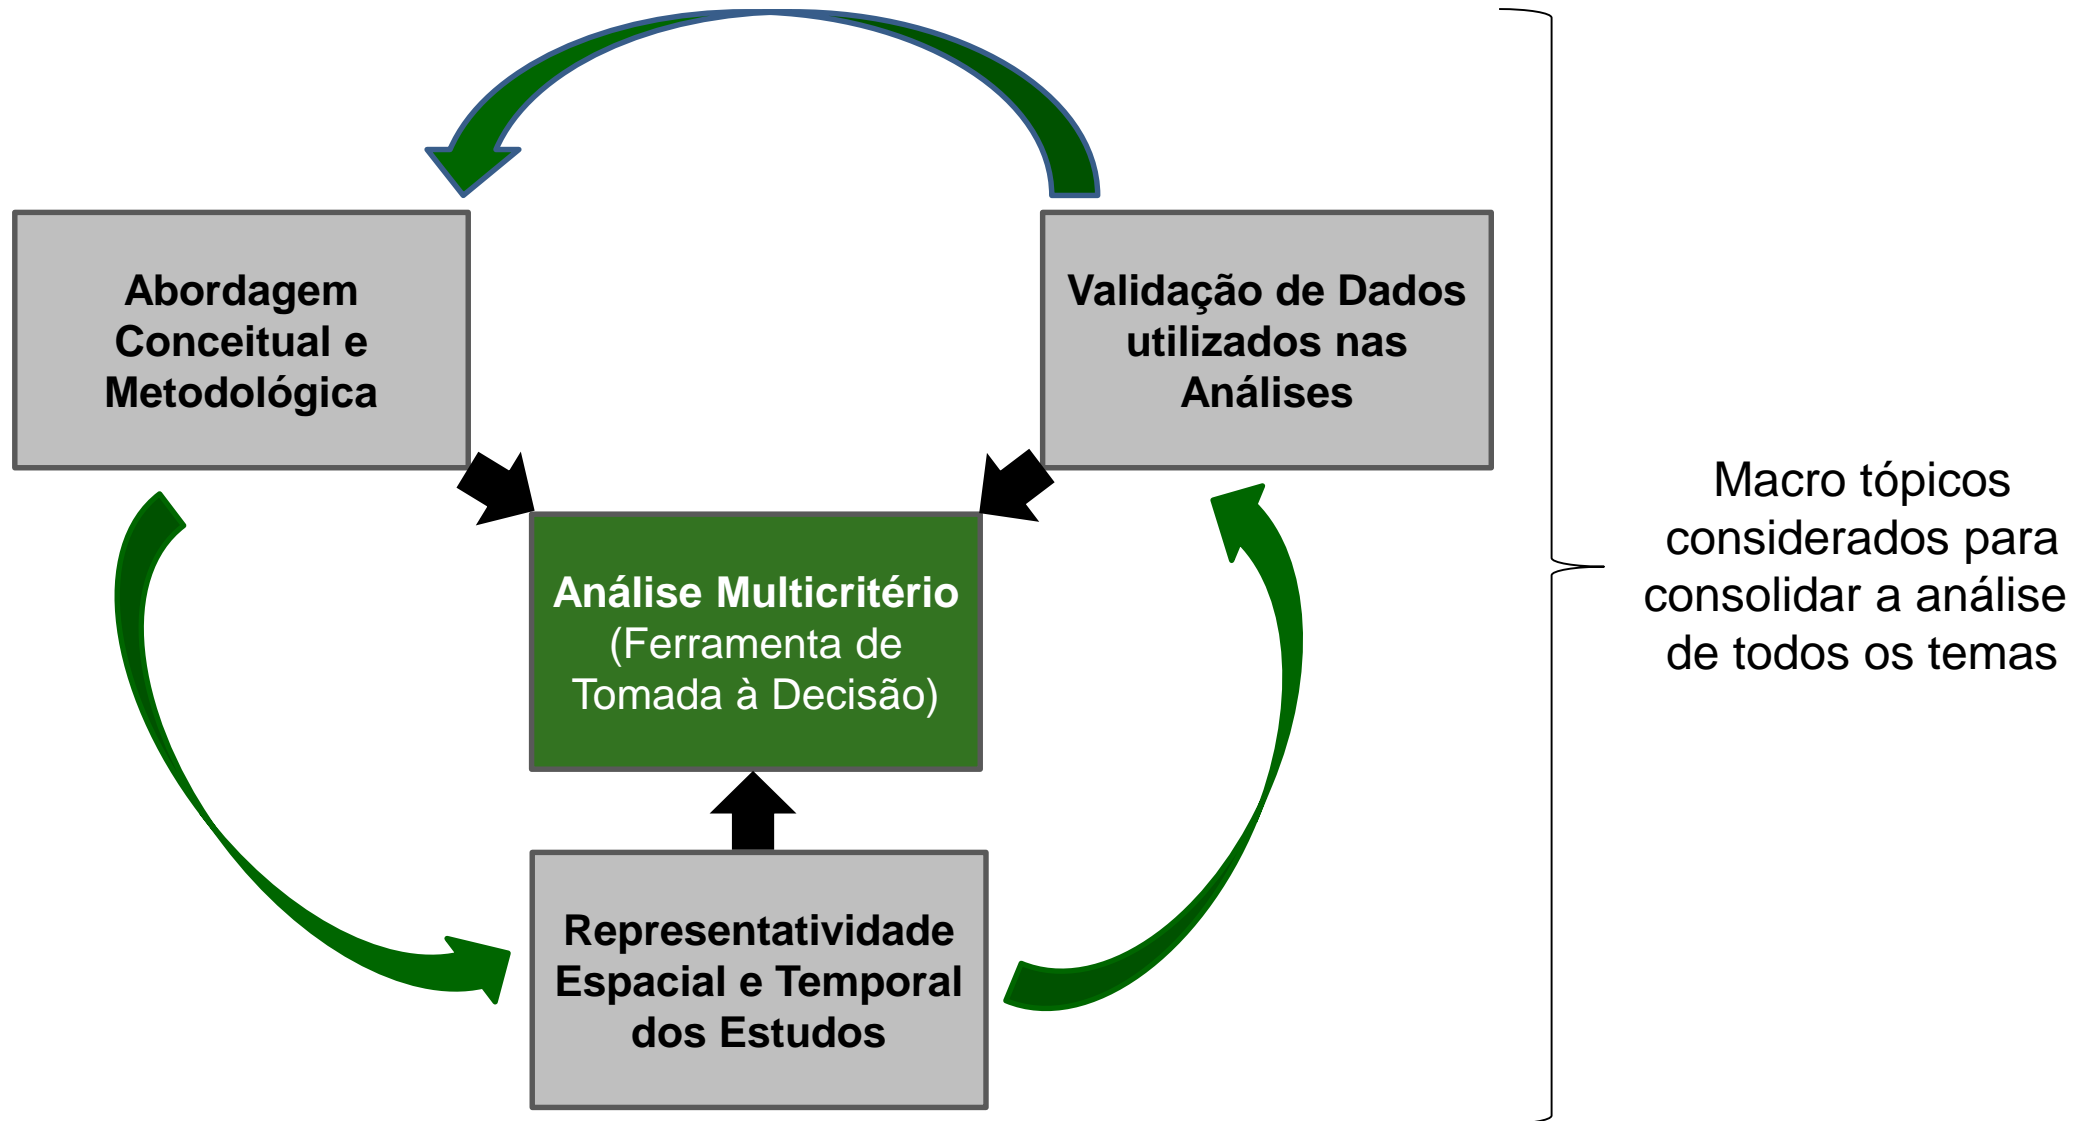 Abordagem
Conceitual e
Metodológica
Validação de Dados
utilizados nas
Análises
Análise Multicritério
(Ferramenta de
Tomada à Decisão)
Representatividade
Espacial e Temporal
dos Estudos
Macro tópicos
considerados para
consolidar a análise
de todos os temas